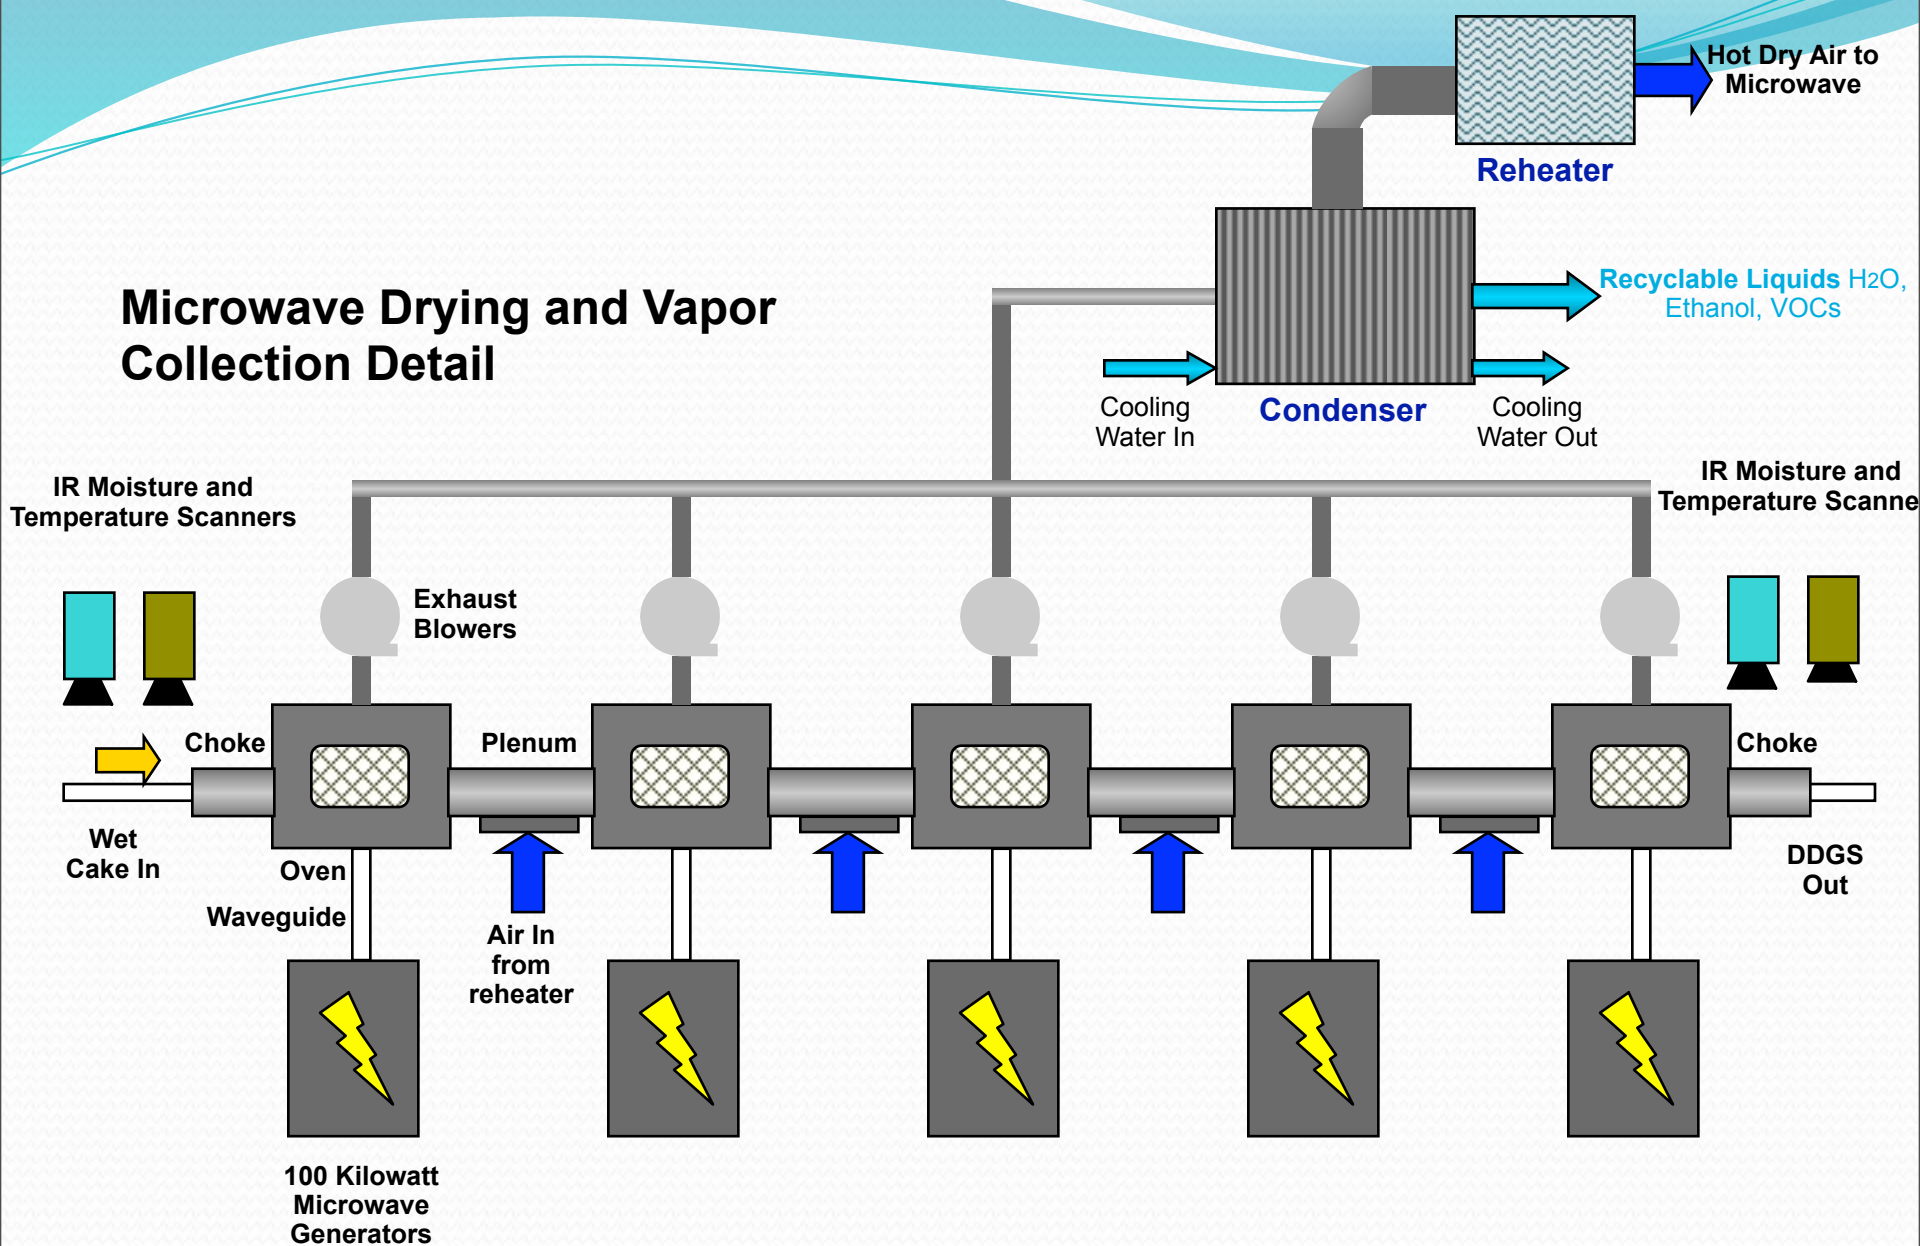 Hot Dry Air to
Microwave
Reheater
Microwave Drying and Vapor
Collection Detail
Recyclable Liquids H2O,
Ethanol, VOCs
Cooling
Water In
Condenser
Cooling
Water Out
IR Moisture and
Temperature Scanners
IR Moisture and
Temperature Scanne
Exhaust
Blowers
Choke
Plenum
Choke
Wet
Cake In
Oven
Waveguide
Air In
from
reheater
DDGS
Out
100 Kilowatt
Microwave
Generators